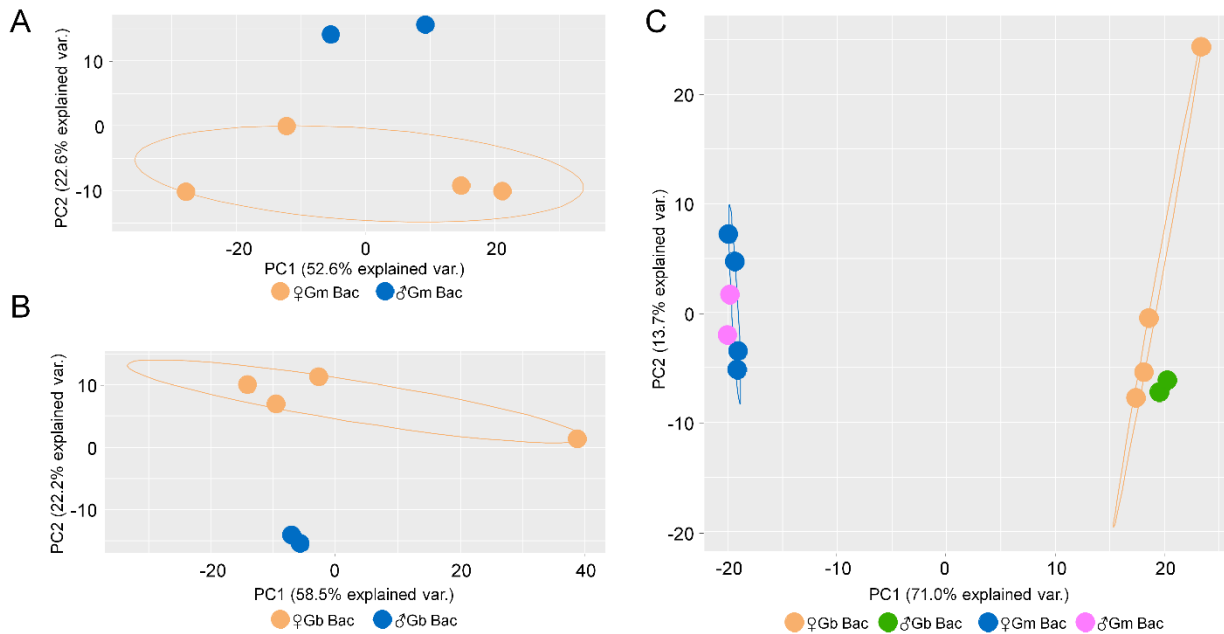 A
10
0
-10
PC2 (22.6% explained var.)
-20
0
20
PC1 (52.6% explained var.)
♀Gm Bac ♂Gm Bac
B
10
0
-10
PC2 (22.2% explained var.)
-20
0
20
40
PC1 (58.5% explained var.)
♀Gb Bac ♂Gb Bac
C
20
10
0
-10
-20
PC2 (13.7% explained var.)
-20
-10
0
10
20
PC1 (71.0% explained var.)
♀Gb Bac ♂Gb Bac ♀Gm Bac ♂Gm Bac